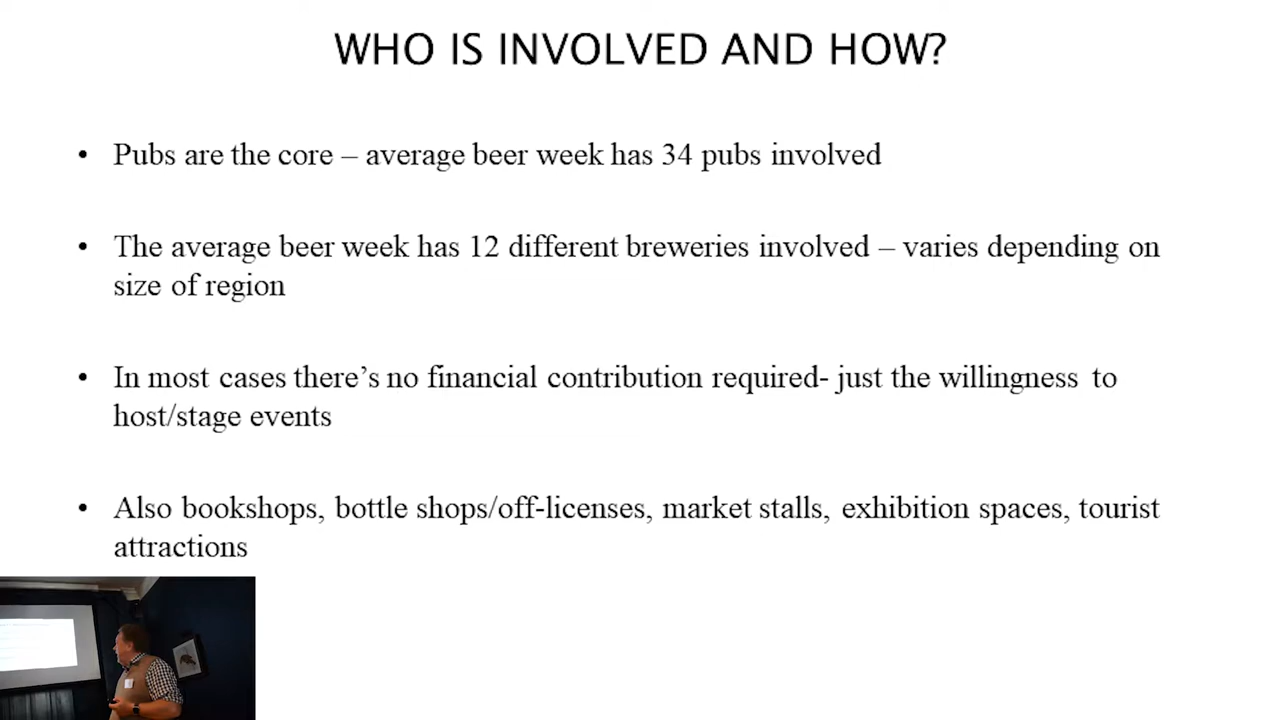 WHO IS INVOLVED AND HOW?
• Pubs are the core – average beer week has 34 pubs involved
• The average beer week has 12 different breweries involved – varies depending on
size of region
• In most cases there’s no financial contribution required- just the willingness to
host/stage events
• Also bookshops, bottle shops/off-licenses, market stalls, exhibition spaces, tourist
attractions